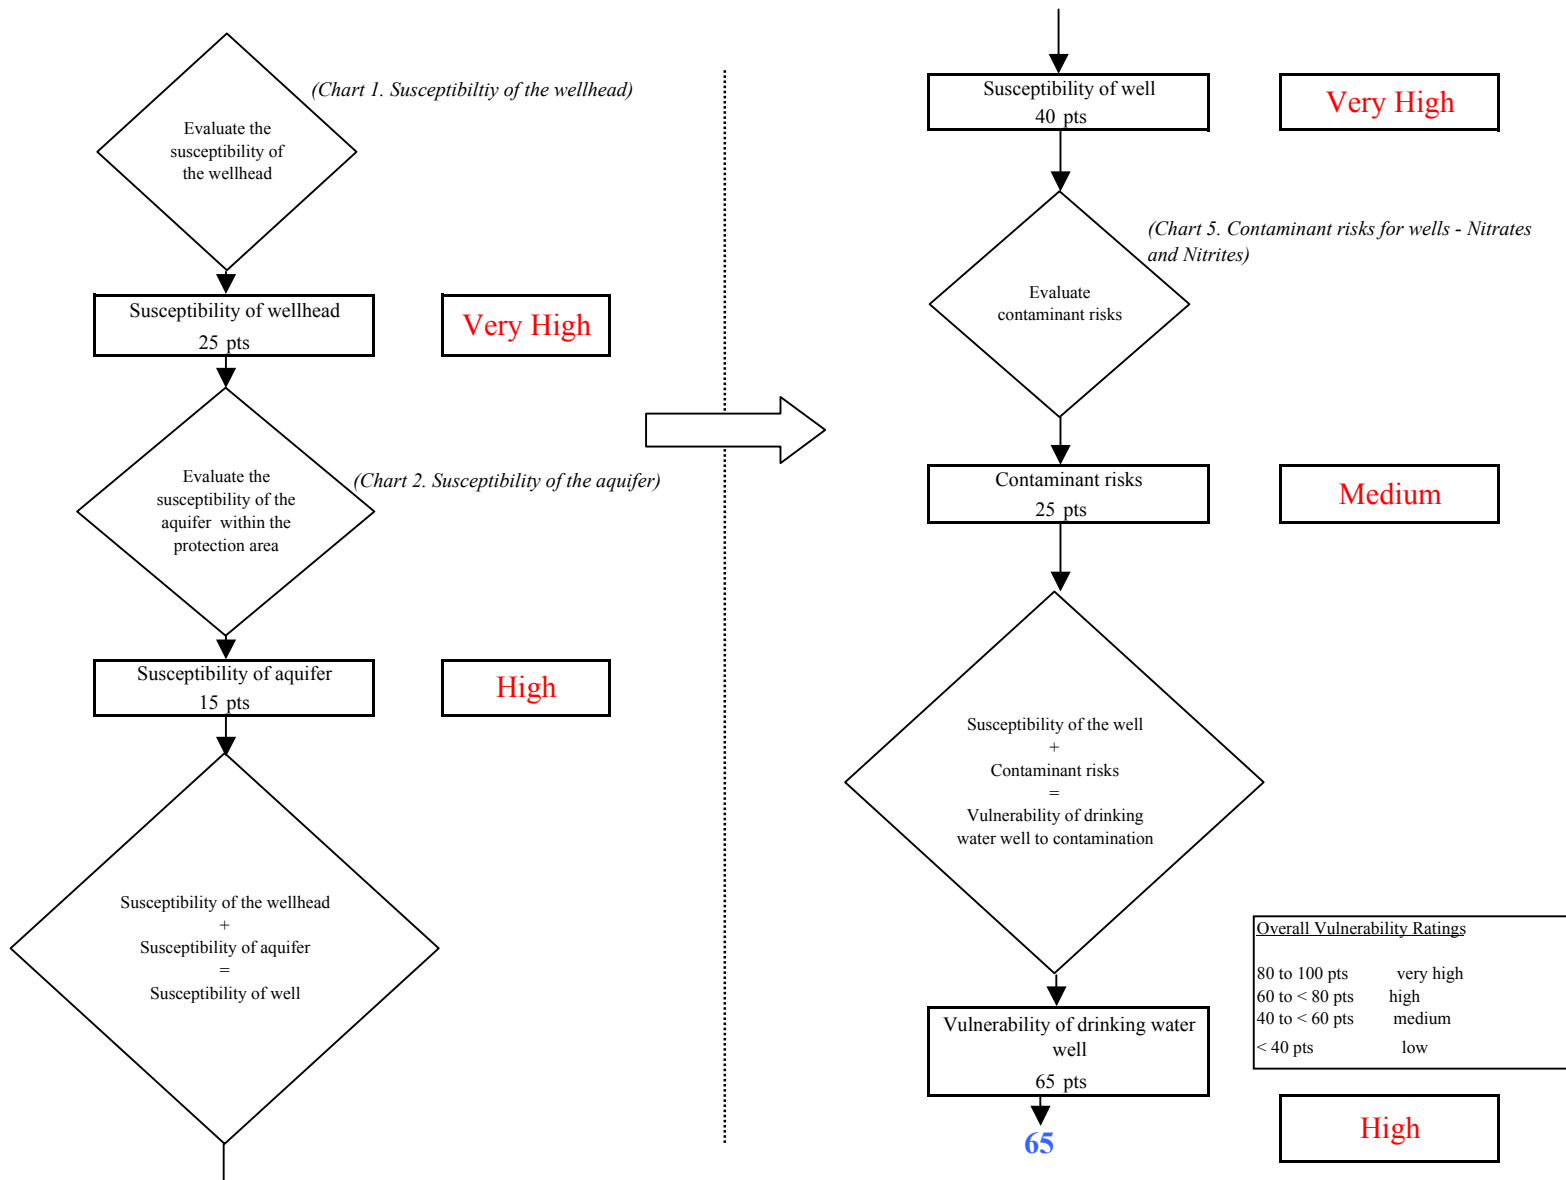 (Chart 1. Susceptibiltiy of the wellhead)
Evaluate the
susceptibility of
the wellhead
Susceptibility of wellhead
25 pts
Very High
Evaluate the
susceptibility of the
aquifer within the
protection area
(Chart 2. Susceptibility of the aquifer)
Susceptibility of aquifer
15 pts
High
Susceptibility of the wellhead
+
Susceptibility of aquifer
=
Susceptibility of well
Susceptibility of well
40 pts
Very High
(Chart 5. Contaminant risks for wells - Nitrates
and Nitrites)
Evaluate
contaminant risks
Contaminant risks
25 pts
Medium
Susceptibility of the well
+
Contaminant risks
=
Vulnerability of drinking
water well to contamination
Overall Vulnerability Ratings
80 to 100 pts very high
60 to < 80 pts high
40 to < 60 pts medium
< 40 pts low
Vulnerability of drinking water
well
65 pts
65
High